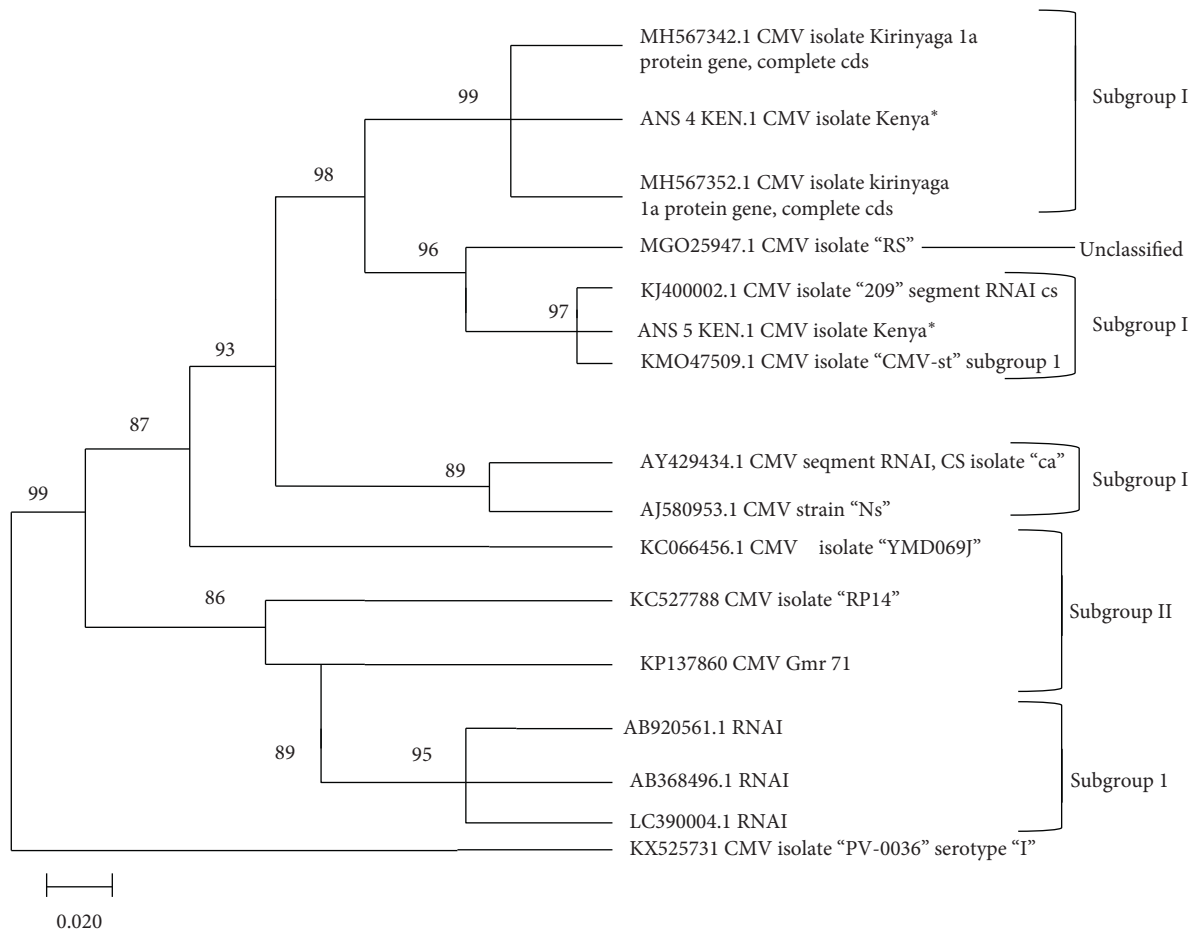 MH567342.1 CMV isolate Kirinyaga 1a
protein gene, complete cds
99
Subgroup I
ANS 4 KEN.1 CMV isolate Kenya*
98
MH567352.1 CMV isolate kirinyaga
1a protein gene, complete cds
96
MGO25947.1 CMV isolate “RS”
Unclassified
KJ400002.1 CMV isolate “209” segment RNAI cs
97
ANS 5 KEN.1 CMV isolate Kenya*
Subgroup I
KMO47509.1 CMV isolate “CMV-st” subgroup 1
93
87
AY429434.1 CMV seqment RNAI, CS isolate “ca”
89
Subgroup I
99
AJ580953.1 CMV strain “Ns”
KC066456.1 CMV isolate “YMD069J”
86
KC527788 CMV isolate “RP14”
Subgroup II
KP137860 CMV Gmr 71
AB920561.1 RNAI
89
95
AB368496.1 RNAI
Subgroup 1
LC390004.1 RNAI
KX525731 CMV isolate “PV-0036” serotype “I”
0.020